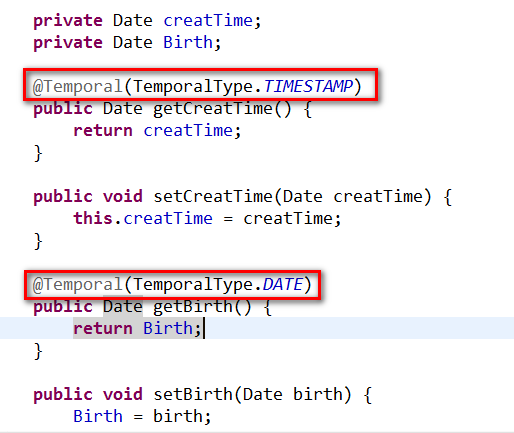 private Date creatTime;
private Date Birth;
@Temporal(TemporalType.TIMESTAMP)
public Date getCreatTime() {
return creatTime;
}
public void setCreatTime(Date creatTime) {
this.creatTime = creatTime;
}
@Temporal(TemporalType.DATE)
public Date getBirth() {
return Birth;
}
public void setBirth(Date birth) {
Birth = birth;